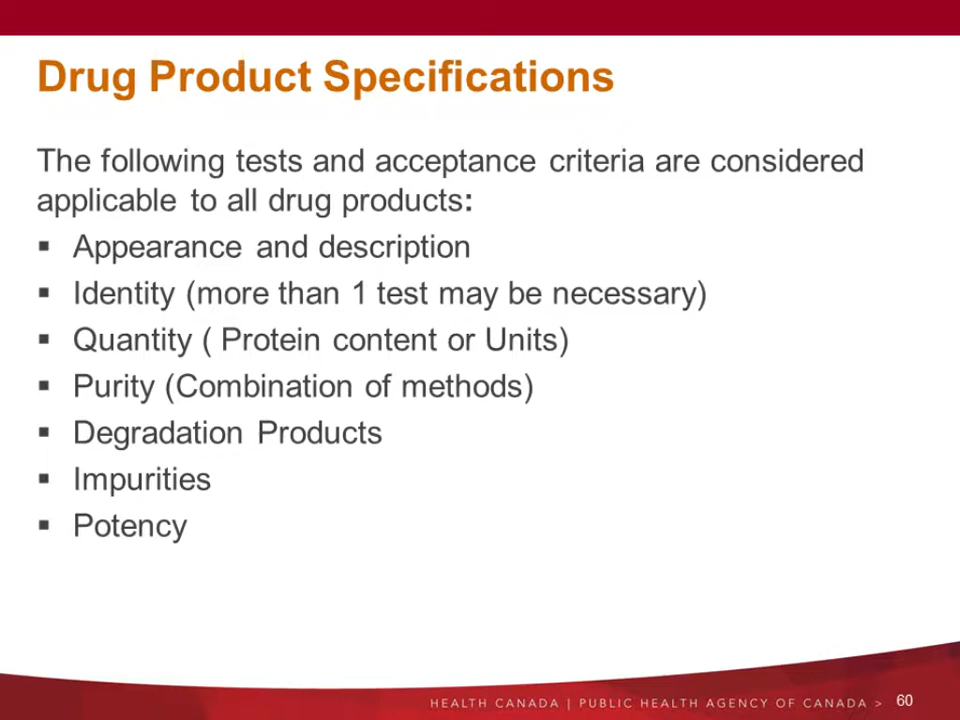 Drug Product Specifications
The following tests and acceptance criteria are considered
applicable to all drug products:
▪ Appearance and description
▪ Identity (more than 1 test may be necessary)
▪ Quantity ( Protein content or Units)
▪ Purity (Combination of methods)
▪ Degradation Products
▪ Impurities
▪ Potency
HEALTH CANADA | PUBLIC HEALTH AGENCY OF CANADA > 60